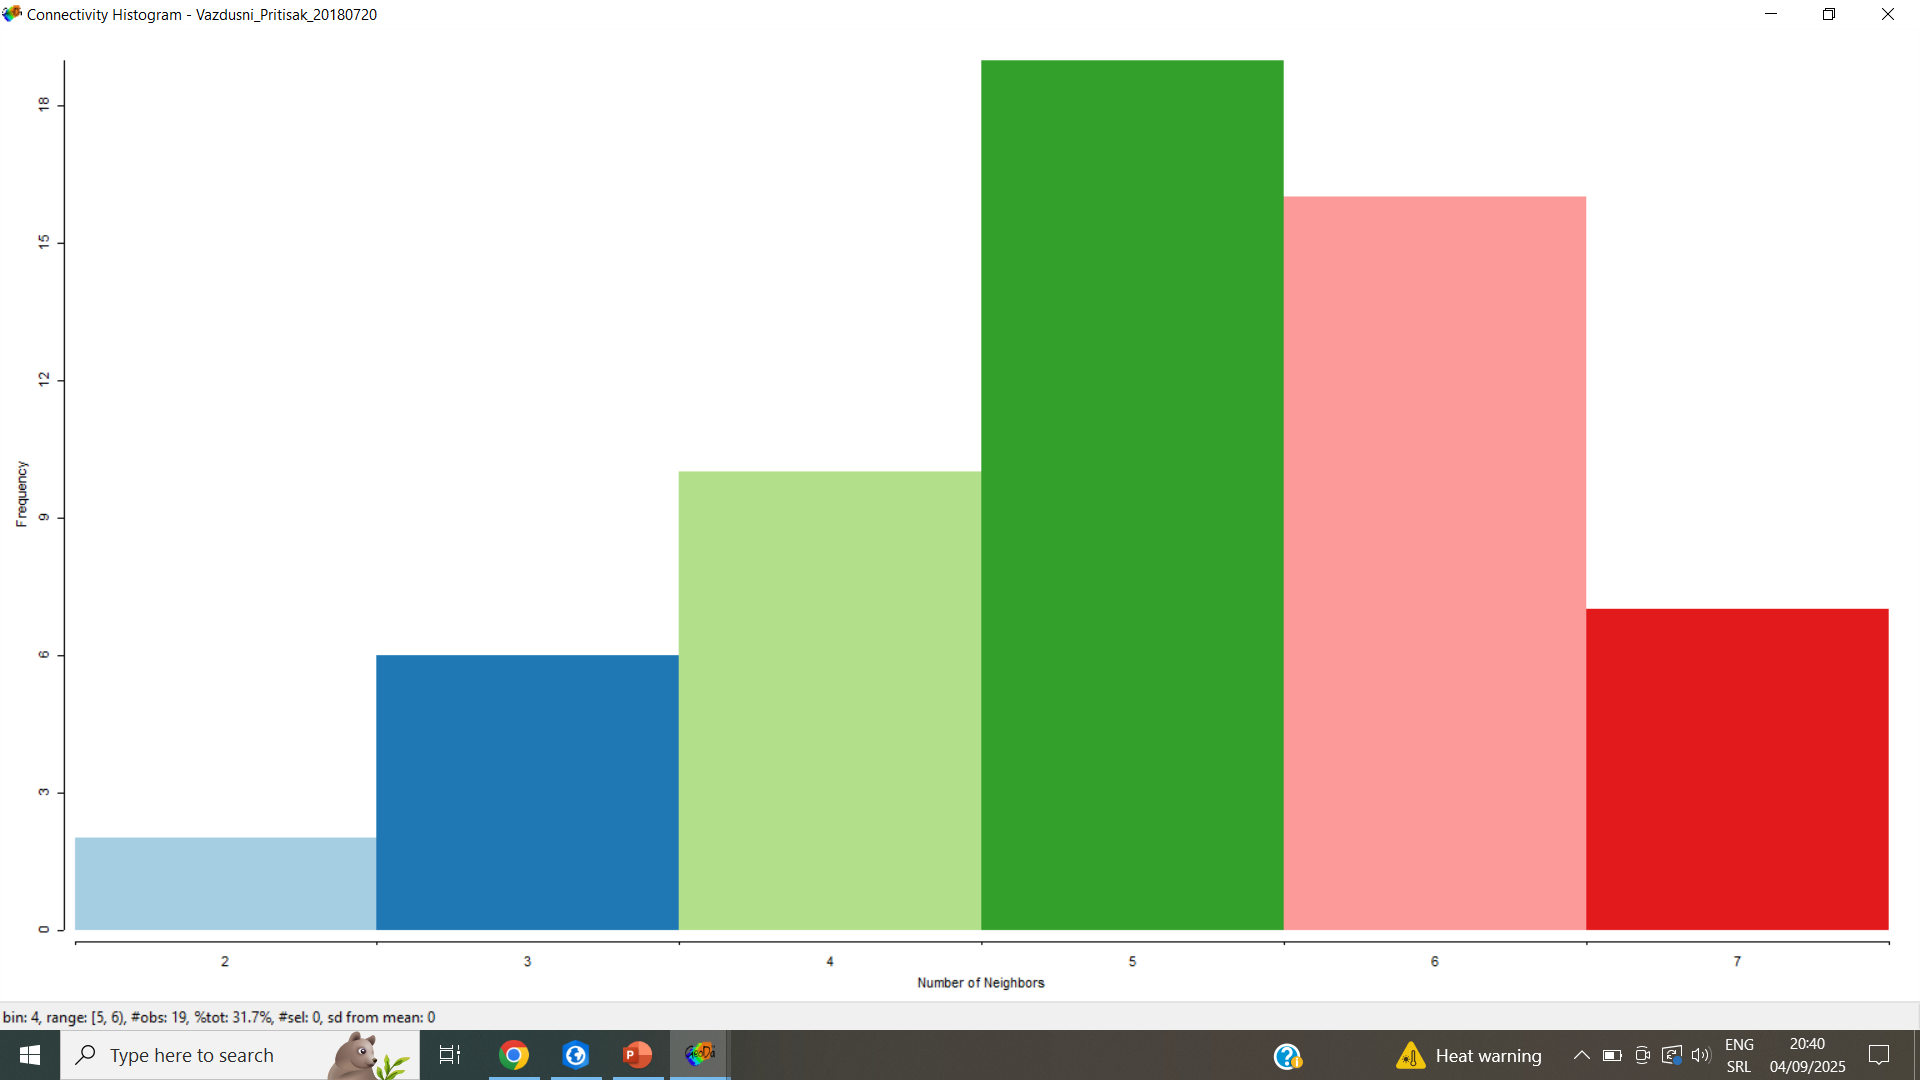 Connectivity Histogram - Vazdusni_Pritisak_20180720
18
15
12
9
6
3
0
Frequency
2 3 4 5 6 7
Number of Neighbors
bin: 4, range: [5, 6), #obs: 19, %tot: 31.7%, #sel: 0, sd from mean: 0
Type here to search
P
GeoDa
Heat warning
ENG
SRL
20:40
04/09/2025